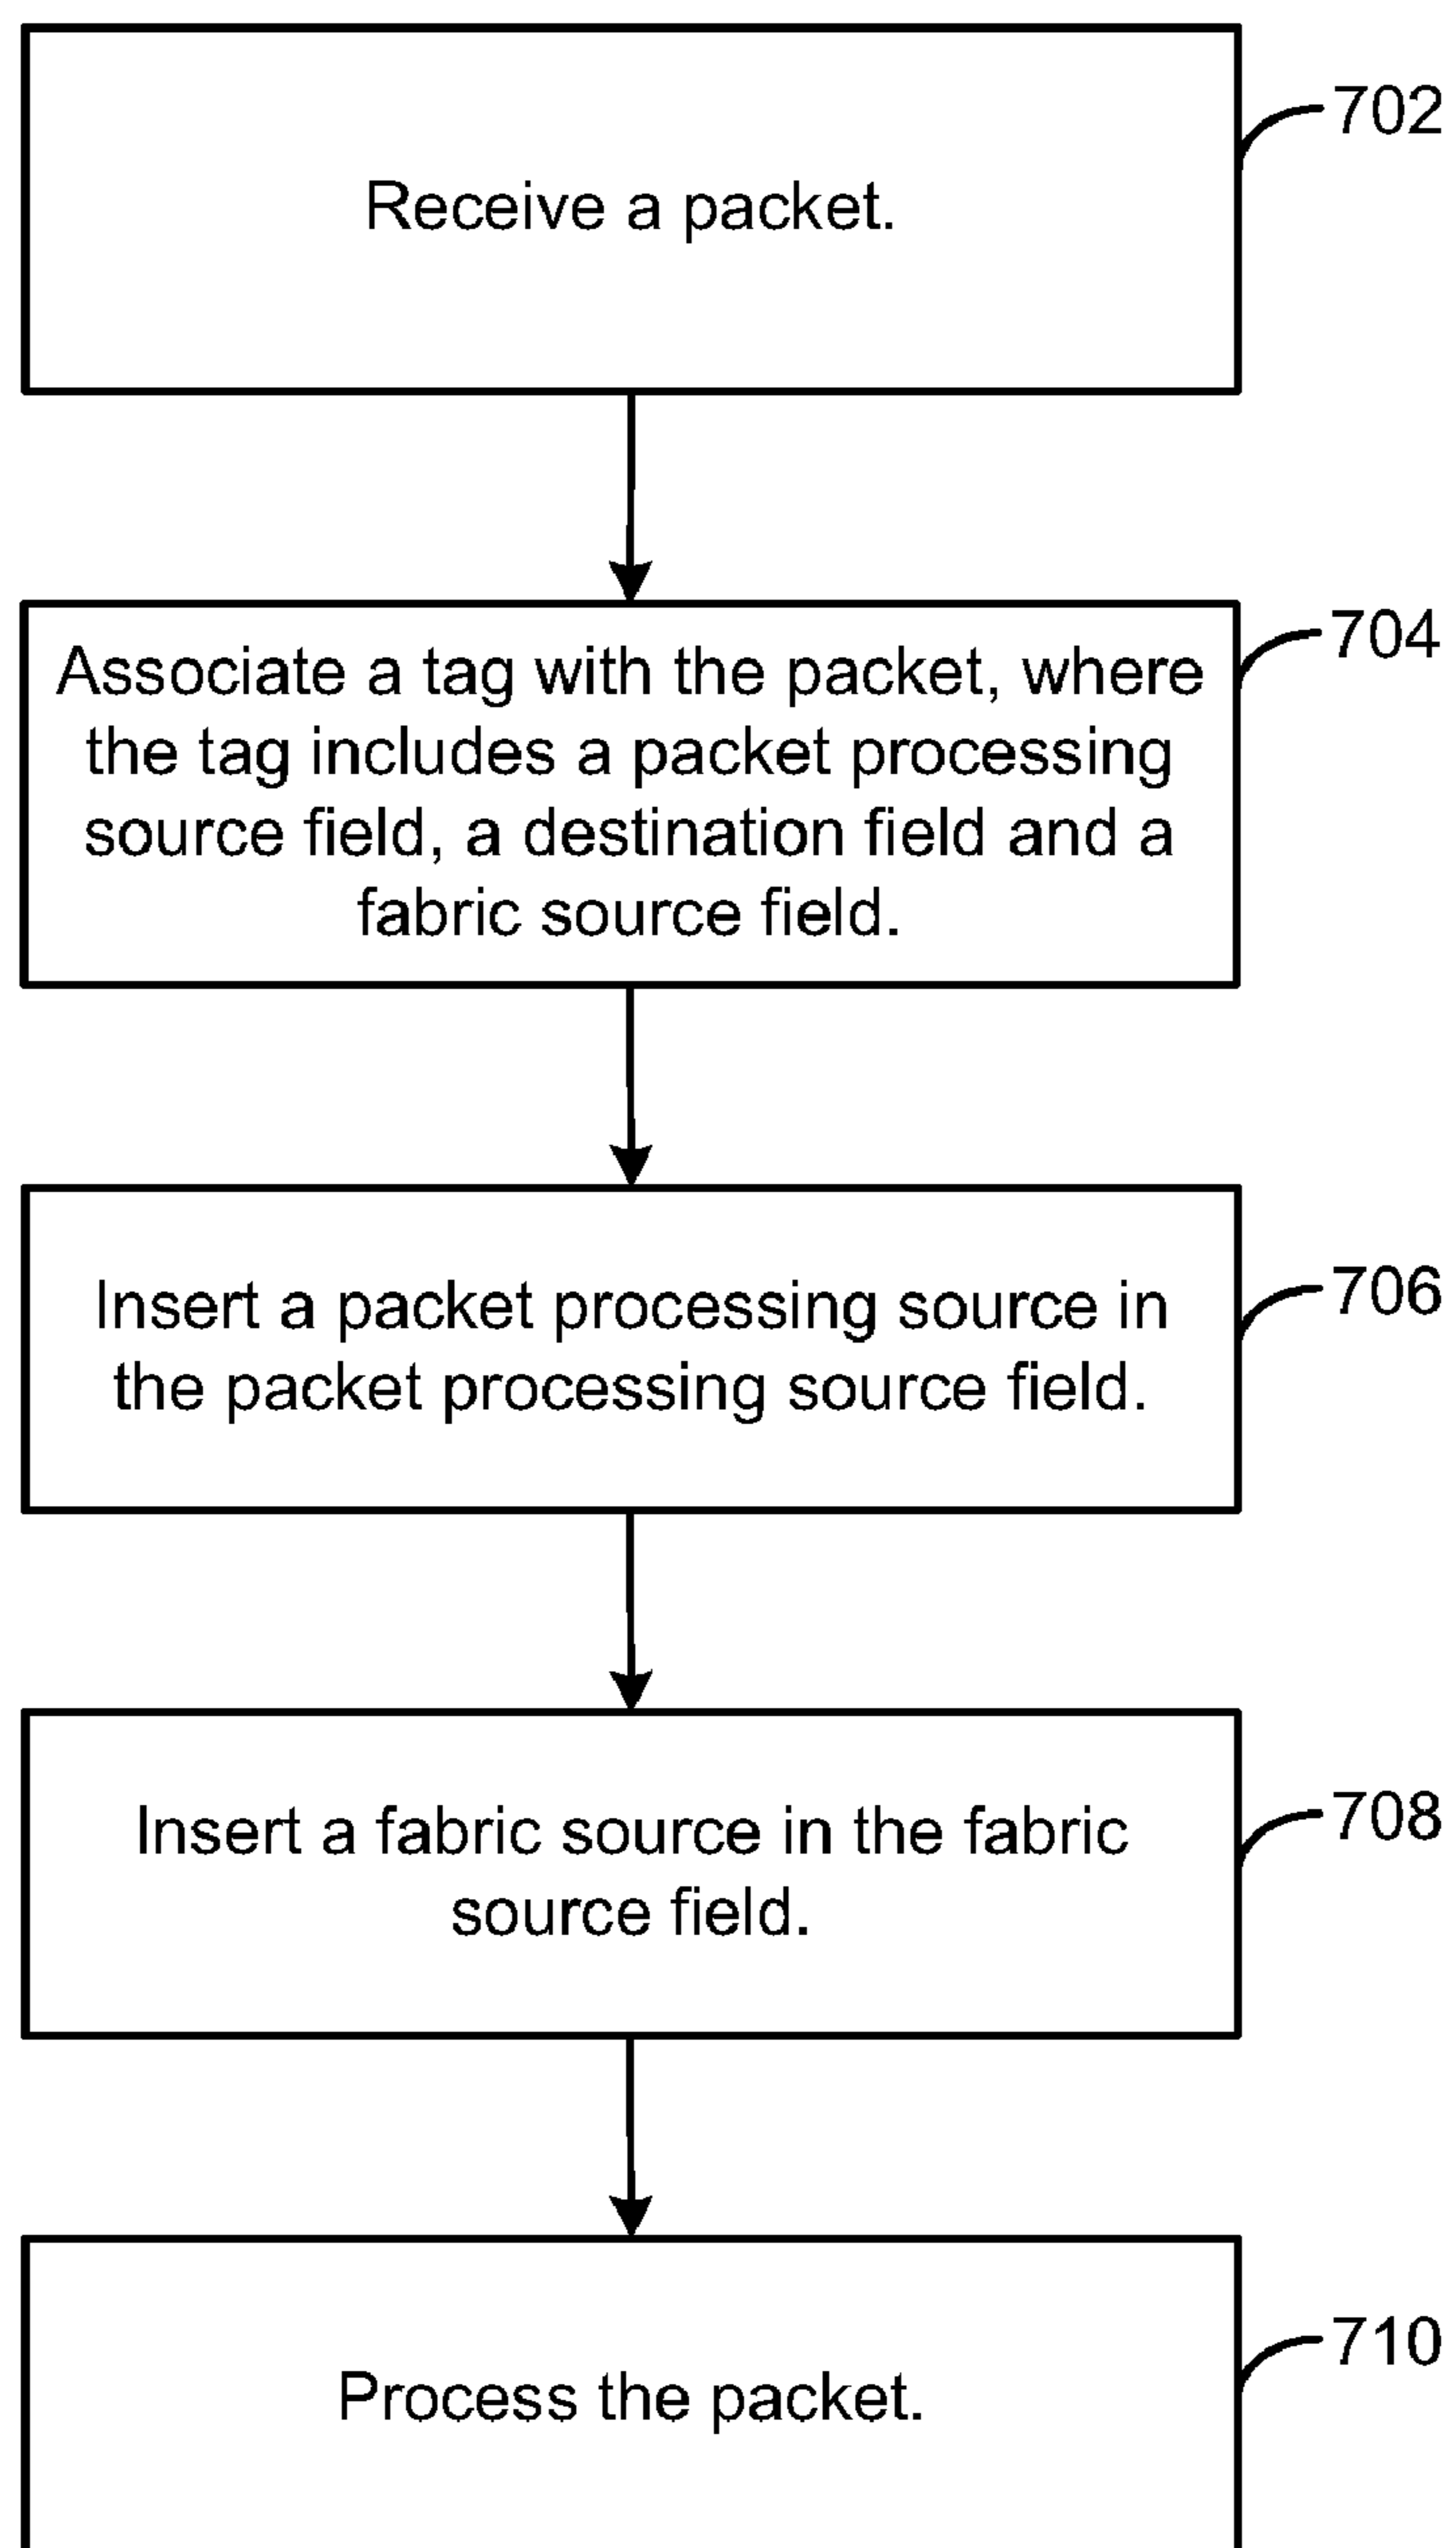 702
Receive a packet.
704
Associate a tag with the packet, where
the tag includes a packet processing
source field, a destination field and a
fabric source field.
706
Insert a packet processing source in
the packet processing source field.
708
Insert a fabric source in the fabric
source field.
710
Process the packet.